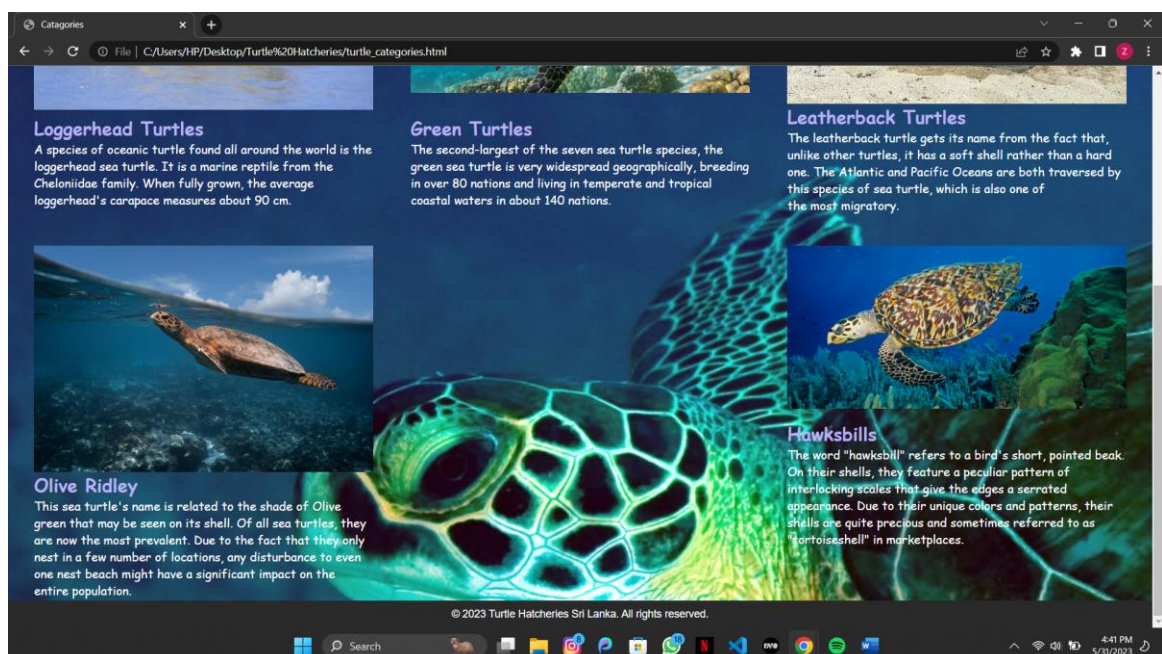 Catagories
File | C:/Users/HP/Desktop/Turtle%20Hatcheries/turtle_categories.html
Z
Loggerhead Turtles
A species of oceanic turtle found all around the world is the
loggerhead sea turtle. It is a marine reptile from the
Cheloniidae family. When fully grown, the average
loggerhead's carapace measures about 90 cm.
Green Turtles
The second-largest of the seven sea turtle species, the
green sea turtle is very widespread geographically, breeding
in over 80 nations and living in temperate and tropical
coastal waters in about 140 nations.
Leatherback Turtles
The leatherback turtle gets its name from the fact that,
unlike other turtles, it has a soft shell rather than a hard
one. The Atlantic and Pacific Oceans are both traversed by
this species of sea turtle, which is also one of
the most migratory.
Olive Ridley
This sea turtle's name is related to the shade of Olive
green that may be seen on its shell. Of all sea turtles, they
are now the most prevalent. Due to the fact that they only
nest in a few number of locations, any disturbance to even
one nest beach might have a significant impact on the
entire population.
Hawksbills
The word "hawksbill" refers to a bird's short, pointed beak.
On their shells, they feature a peculiar pattern of
interlocking scales that give the edges a serrated
appearance. Due to their unique colors and patterns, their
shells are quite precious and sometimes referred to as
"tortoiseshell" in marketplaces.
© 2023 Turtle Hatcheries Sri Lanka. All rights reserved.
Search
8
18
N
W
4:41 PM
5/31/2023